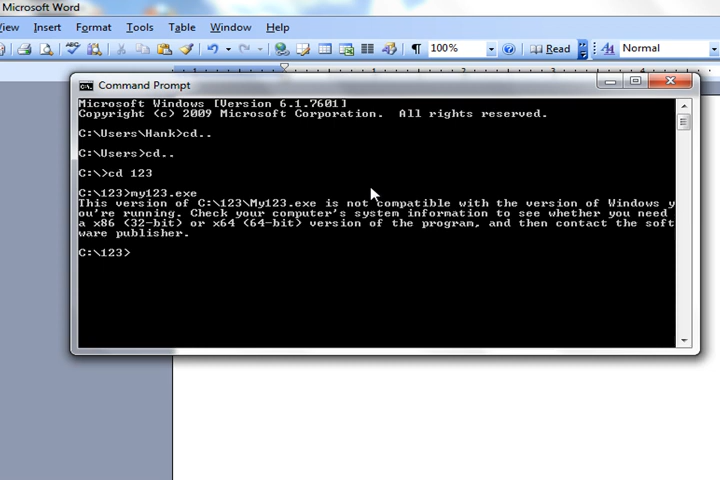 Microsoft Word
View Insert Format Tools Table Window Help
¶ 100% Read Normal
Command Prompt
Microsoft Windows [Version 6.1.7601]
Copyright (c) 2009 Microsoft Corporation.  All rights reserved.
C:\Users\Hank>cd..
C:\Users>cd..
C:\>cd 123
C:\123>my123.exe
This version of C:\123\My123.exe is not compatible with the version of Windows y
ou're running. Check your computer's system information to see whether you need
a x86 (32-bit) or x64 (64-bit) version of the program, and then contact the soft
ware publisher.
C:\123>